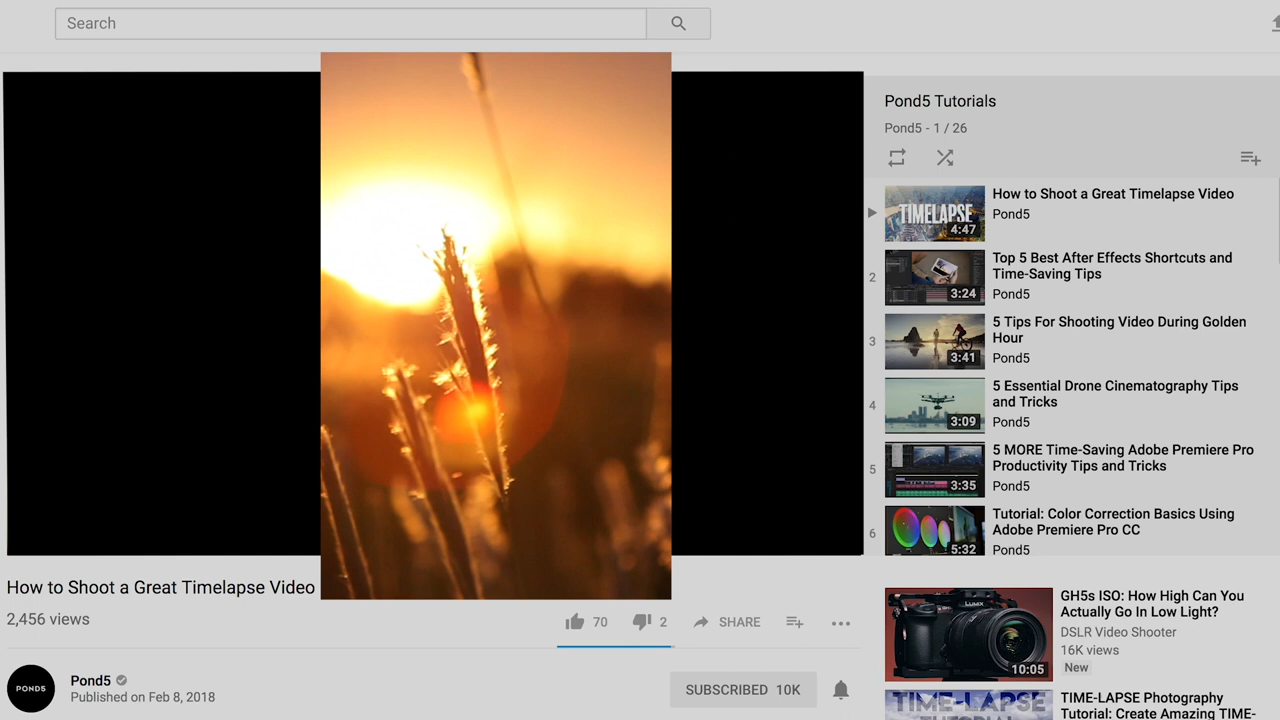 Search
Pond5 Tutorials
Pond5 - 1 / 26
TIMELAPSE
4:47
How to Shoot a Great Timelapse Video
Pond5
2
3:24
Top 5 Best After Effects Shortcuts and
Time-Saving Tips
Pond5
3
3:41
5 Tips For Shooting Video During Golden
Hour
Pond5
4
3:09
5 Essential Drone Cinematography Tips
and Tricks
Pond5
5
3:35
5 MORE Time-Saving Adobe Premiere Pro
Productivity Tips and Tricks
Pond5
6
5:32
Tutorial: Color Correction Basics Using
Adobe Premiere Pro CC
Pond5
How to Shoot a Great Timelapse Video
2,456 views
70
2
SHARE
POND5
Pond5
Published on Feb 8, 2018
SUBSCRIBED 10K
LUMIX
10:05
GH5s ISO: How High Can You
Actually Go In Low Light?
DSLR Video Shooter
16K views
New
TIME-LAPSE
TUTORIAL
TIME-LAPSE Photography
Tutorial: Create Amazing TIME-